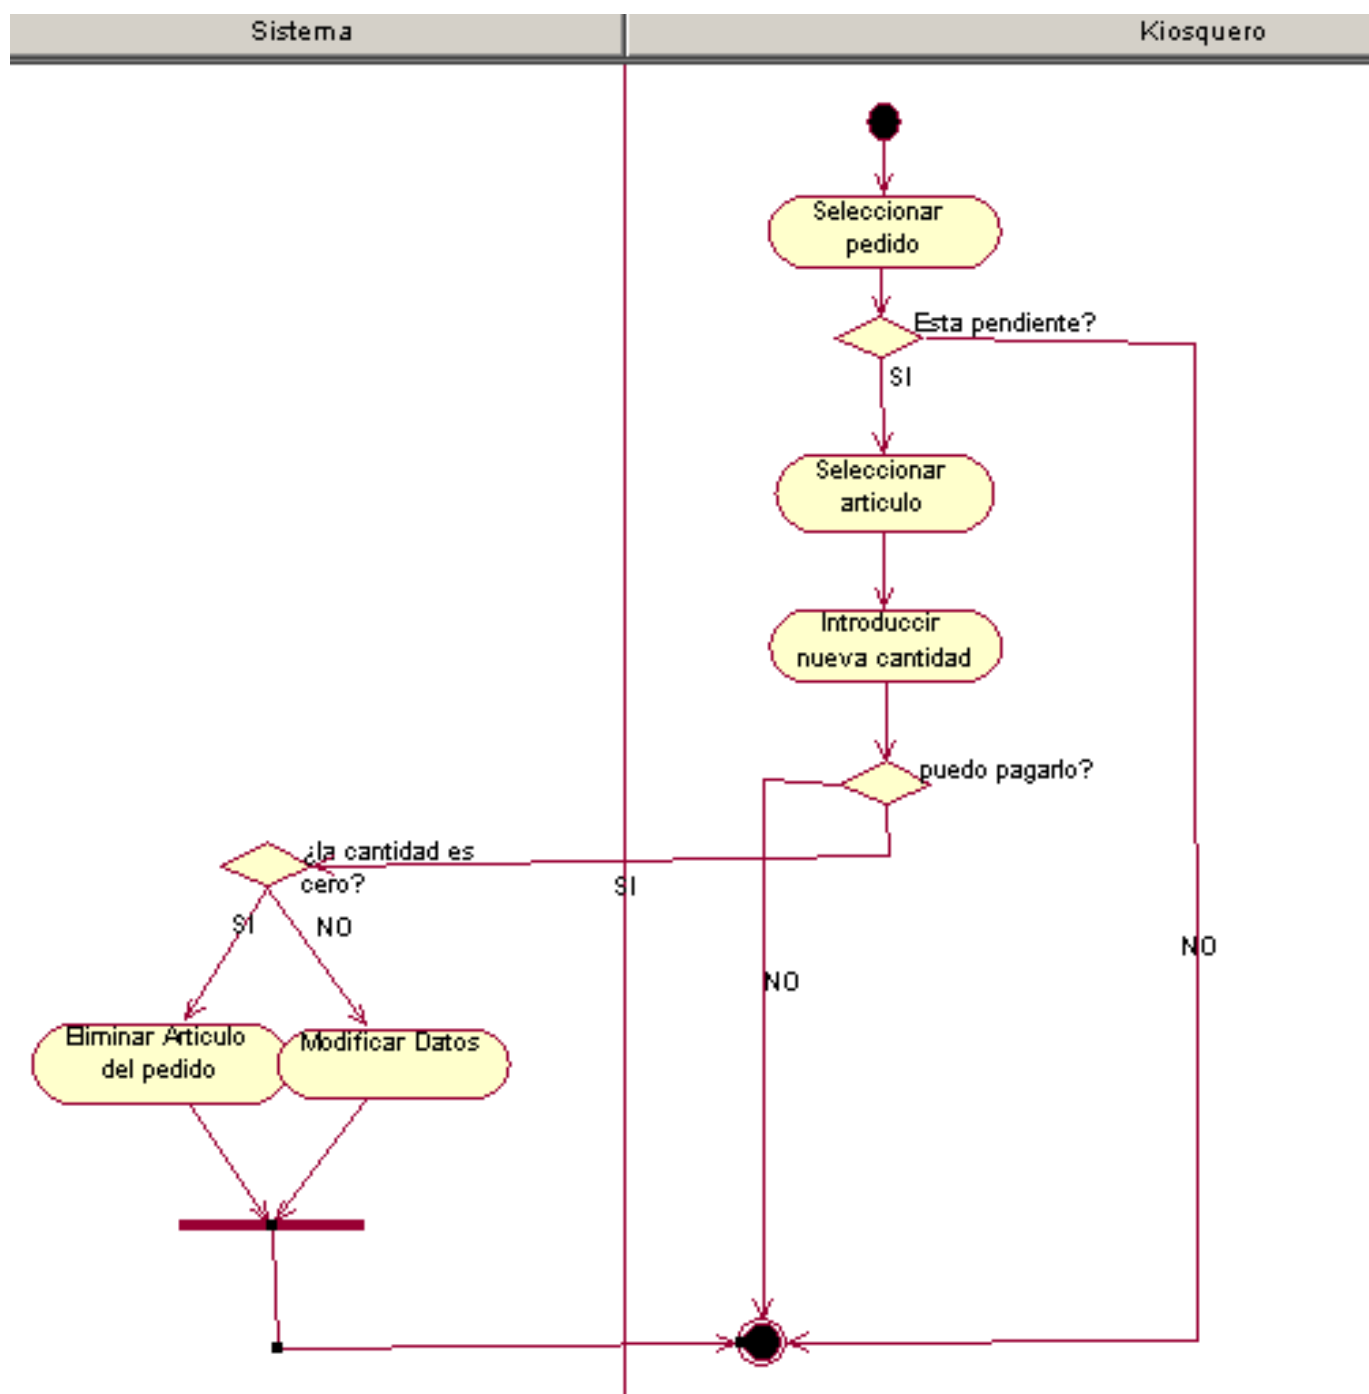 Sistema
Kiosquero
Seleccionar
pedido
Esta pendiente?
SI
Seleccionar
articulo
Introduccir
nueva cantidad
puedo pagarlo?
¿la cantidad es
cero?
SI
SI
NO
NO
NO
Eliminar Articulo
del pedido
Modificar Datos